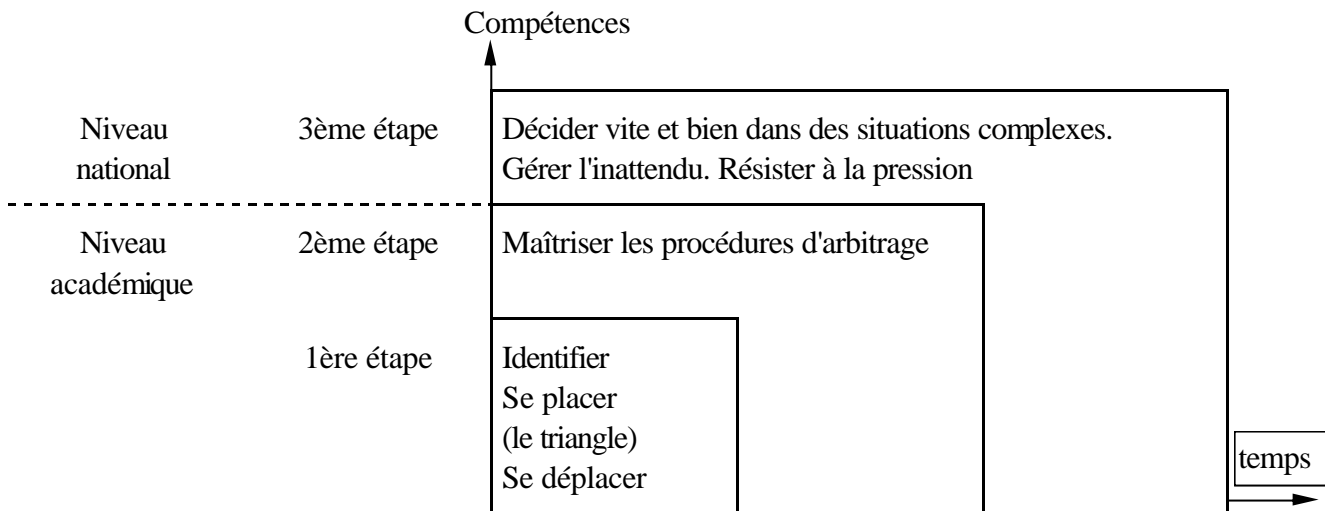 Compétences
Niveau
national
3ème étape
Décider vite et bien dans des situations complexes.
Gérer l'inattendu. Résister à la pression
Niveau
académique
2ème étape
Maîtriser les procédures d'arbitrage
1ère étape
Identifier
Se placer
(le triangle)
Se déplacer
temps